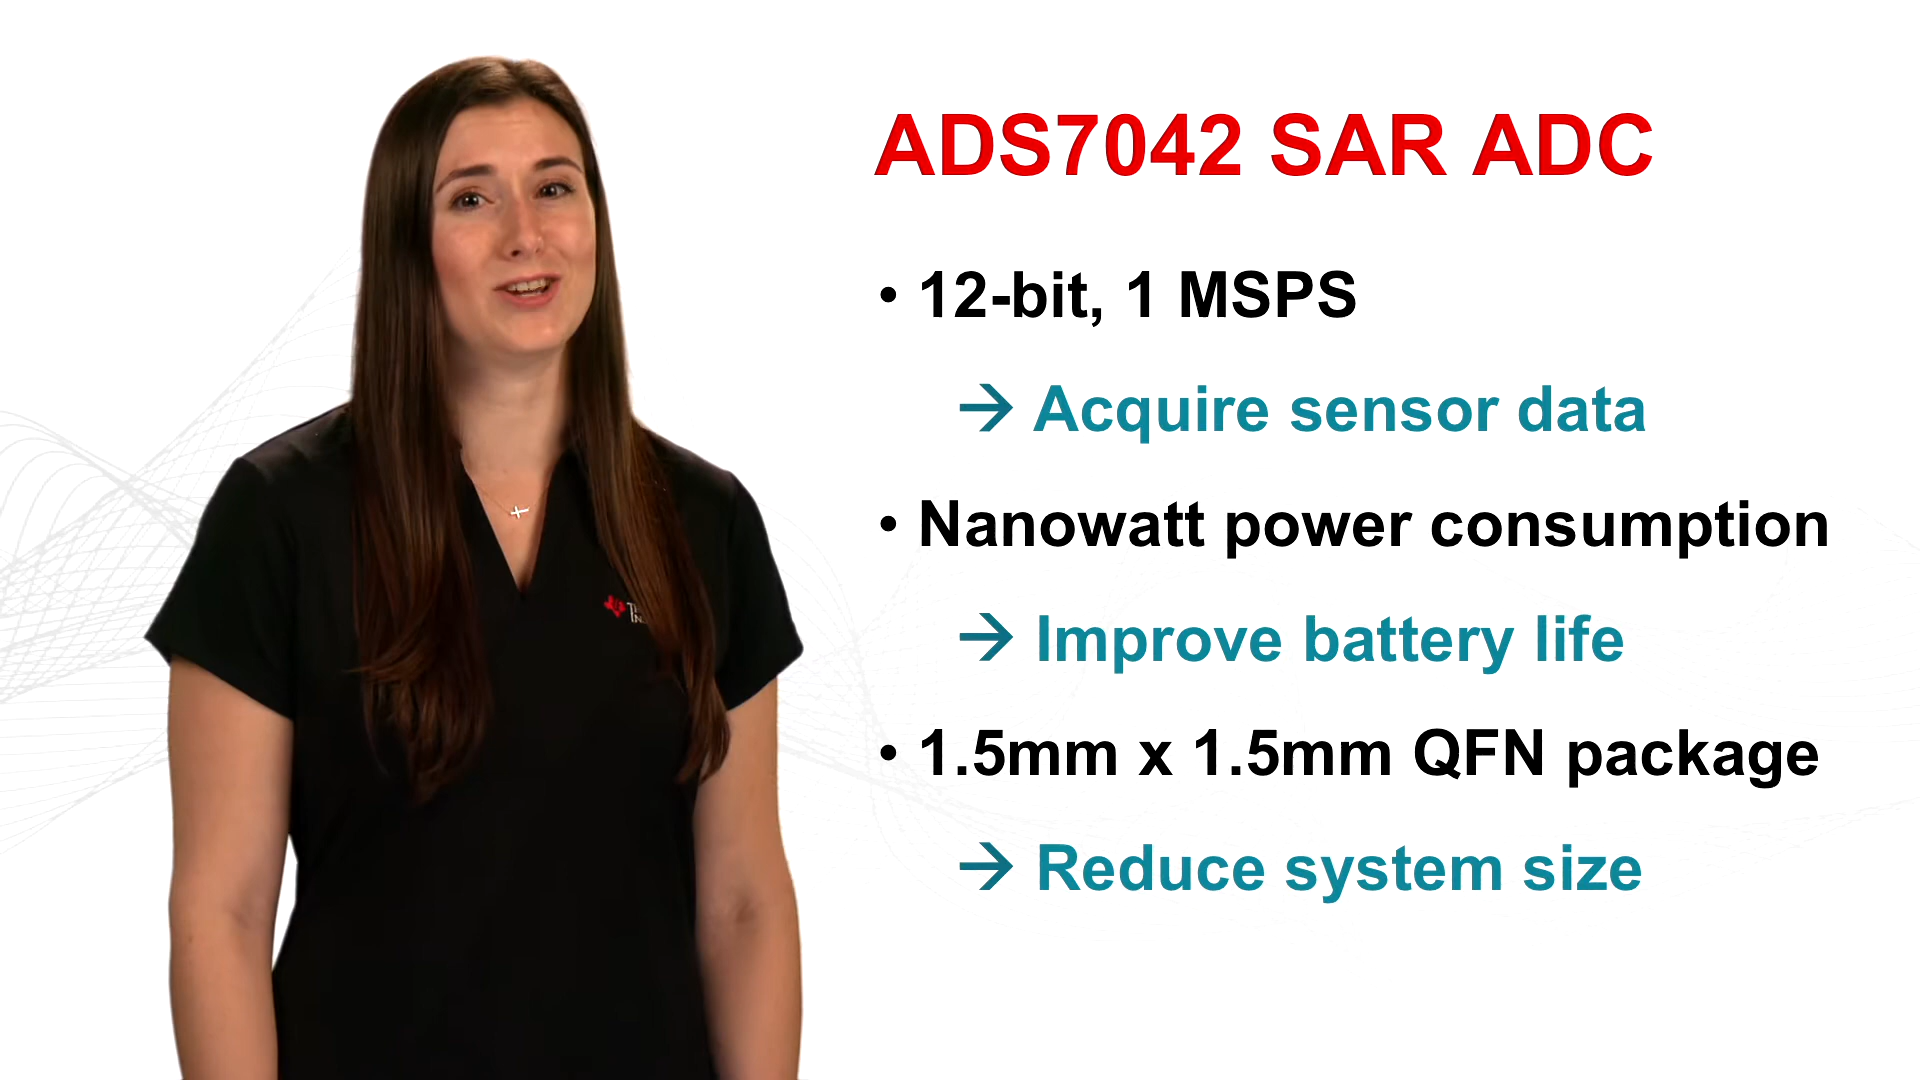 ADS7042 SAR ADC
• 12-bit, 1 MSPS
→ Acquire sensor data
• Nanowatt power consumption
→ Improve battery life
• 1.5mm x 1.5mm QFN package
→ Reduce system size